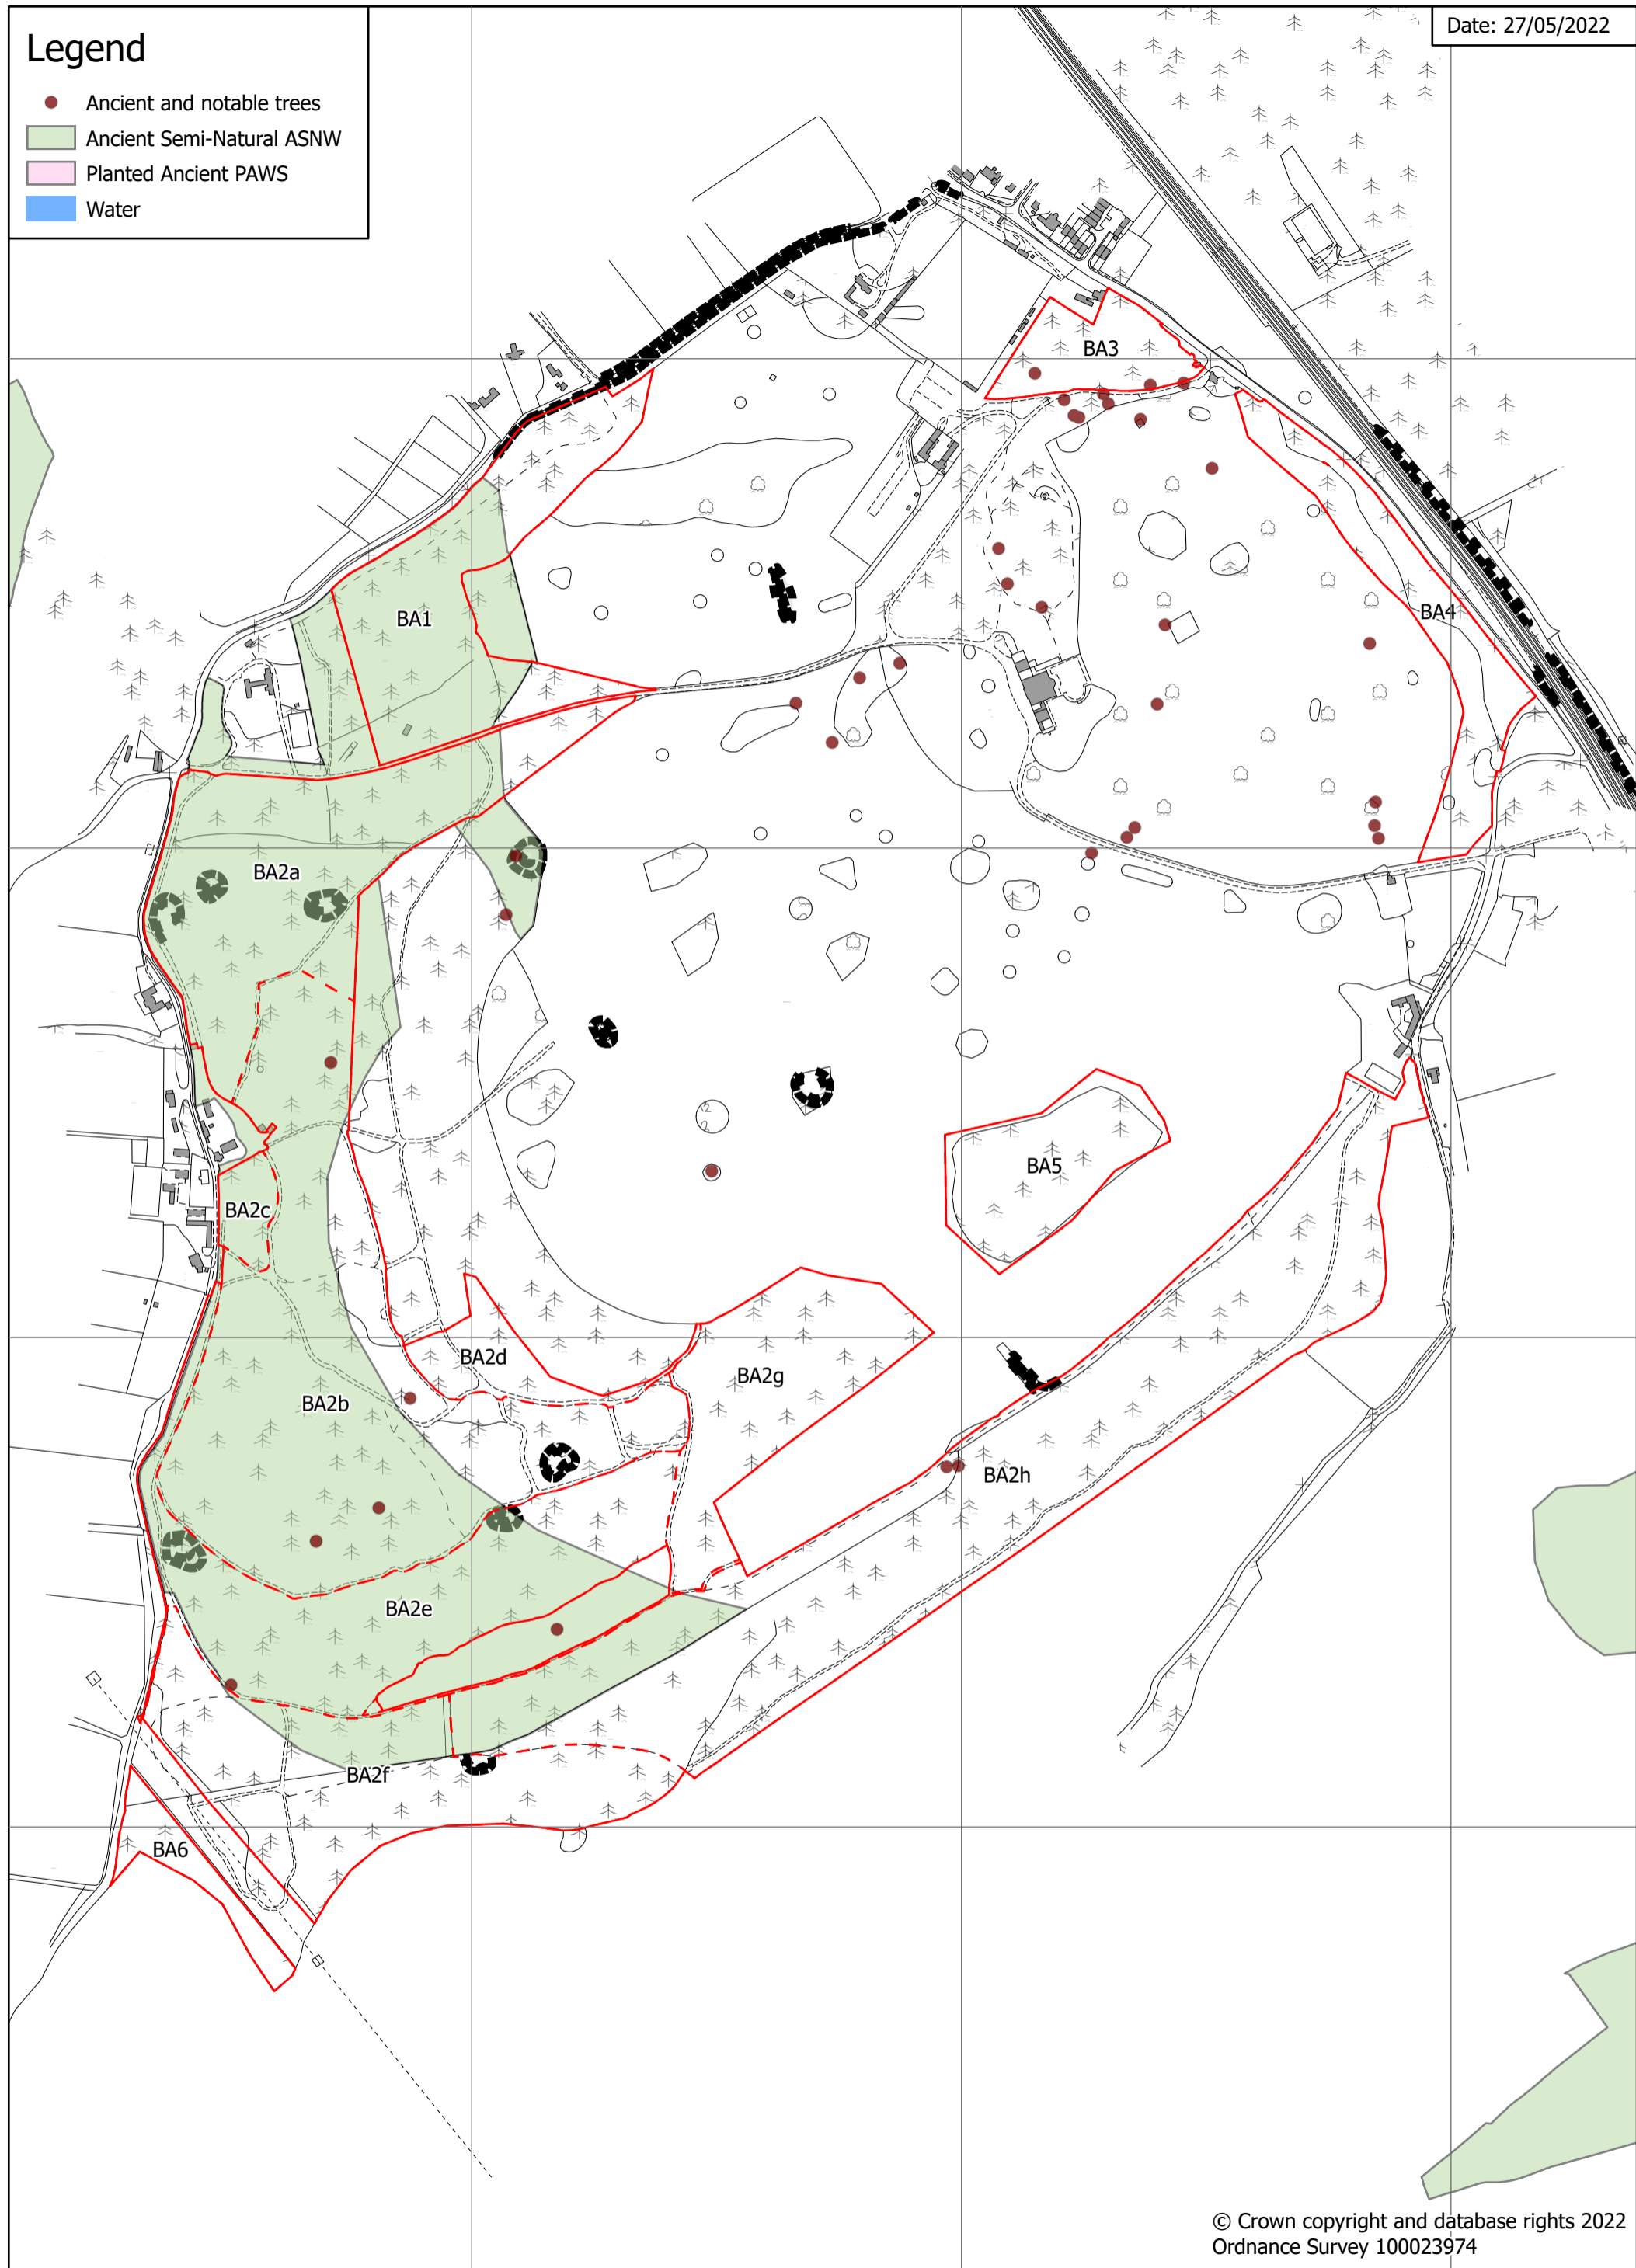 Legend
Ancient and notable trees
Ancient Semi-Natural ASNW
Planted Ancient PAWS
Water
Date: 27/05/2022
BA3
BA1
BA4
BA2a
BA5
BA2c
BA2d
BA2g
BA2b
BA2h
BA2e
BA2f
BA6
© Crown copyright and database rights 2022
Ordnance Survey 100023974